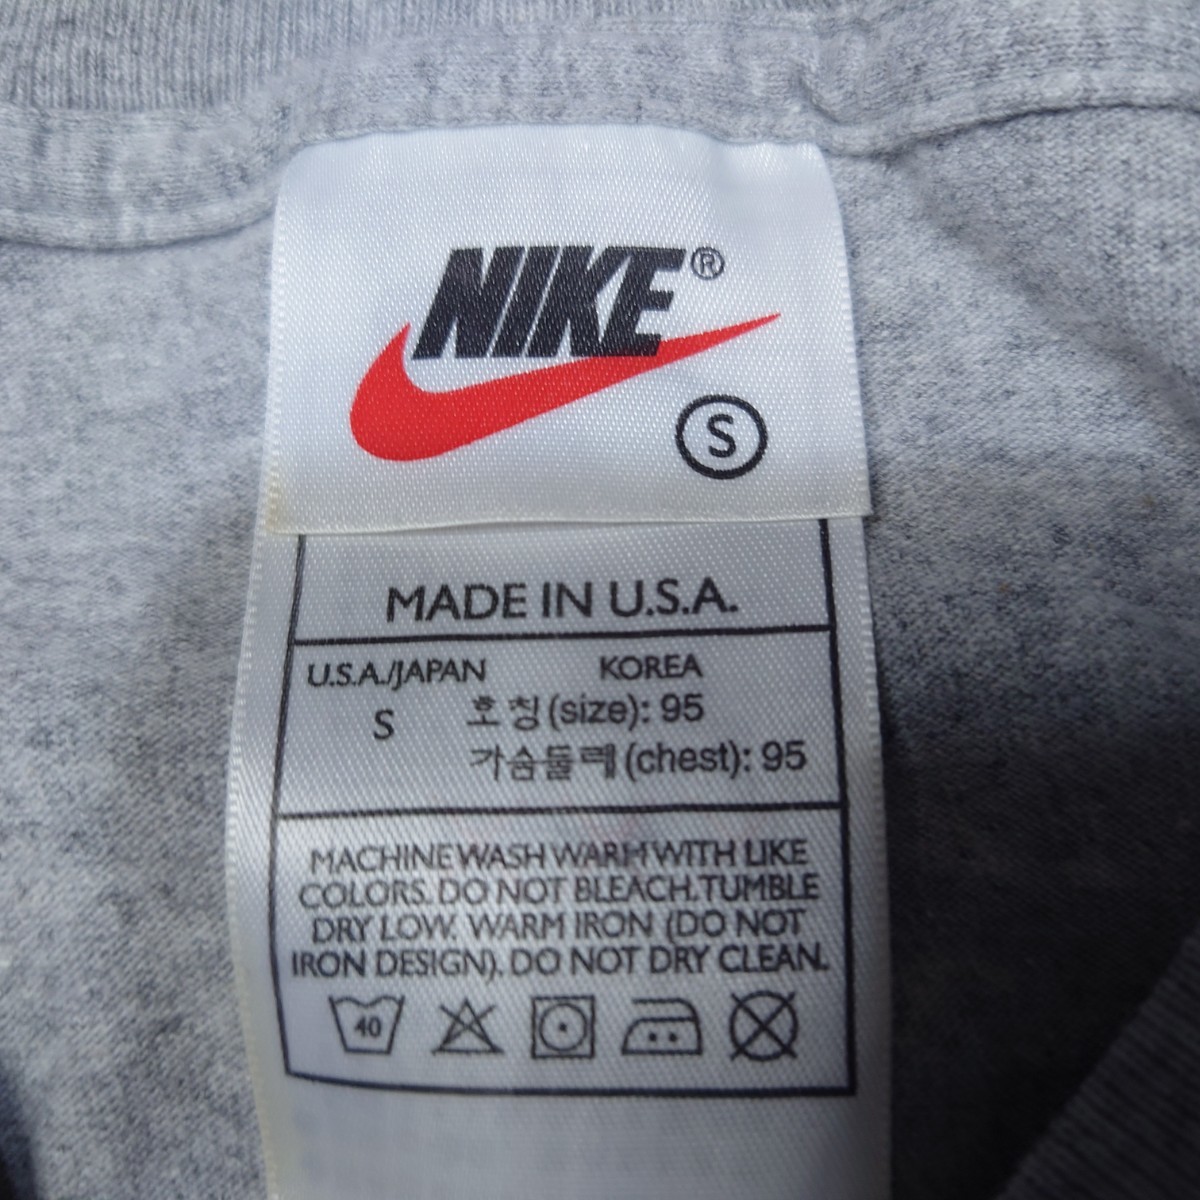 NIKE®
S
MADE IN U.S.A.
U.S.A./JAPAN KOREA
S 호칭(size): 95
가슴둘레(chest): 95
MACHINE WASH WARM WITH LIKE
COLORS. DO NOT BLEACH. TUMBLE
DRY LOW. WARM IRON (DO NOT
IRON DESIGN). DO NOT DRY CLEAN.
40